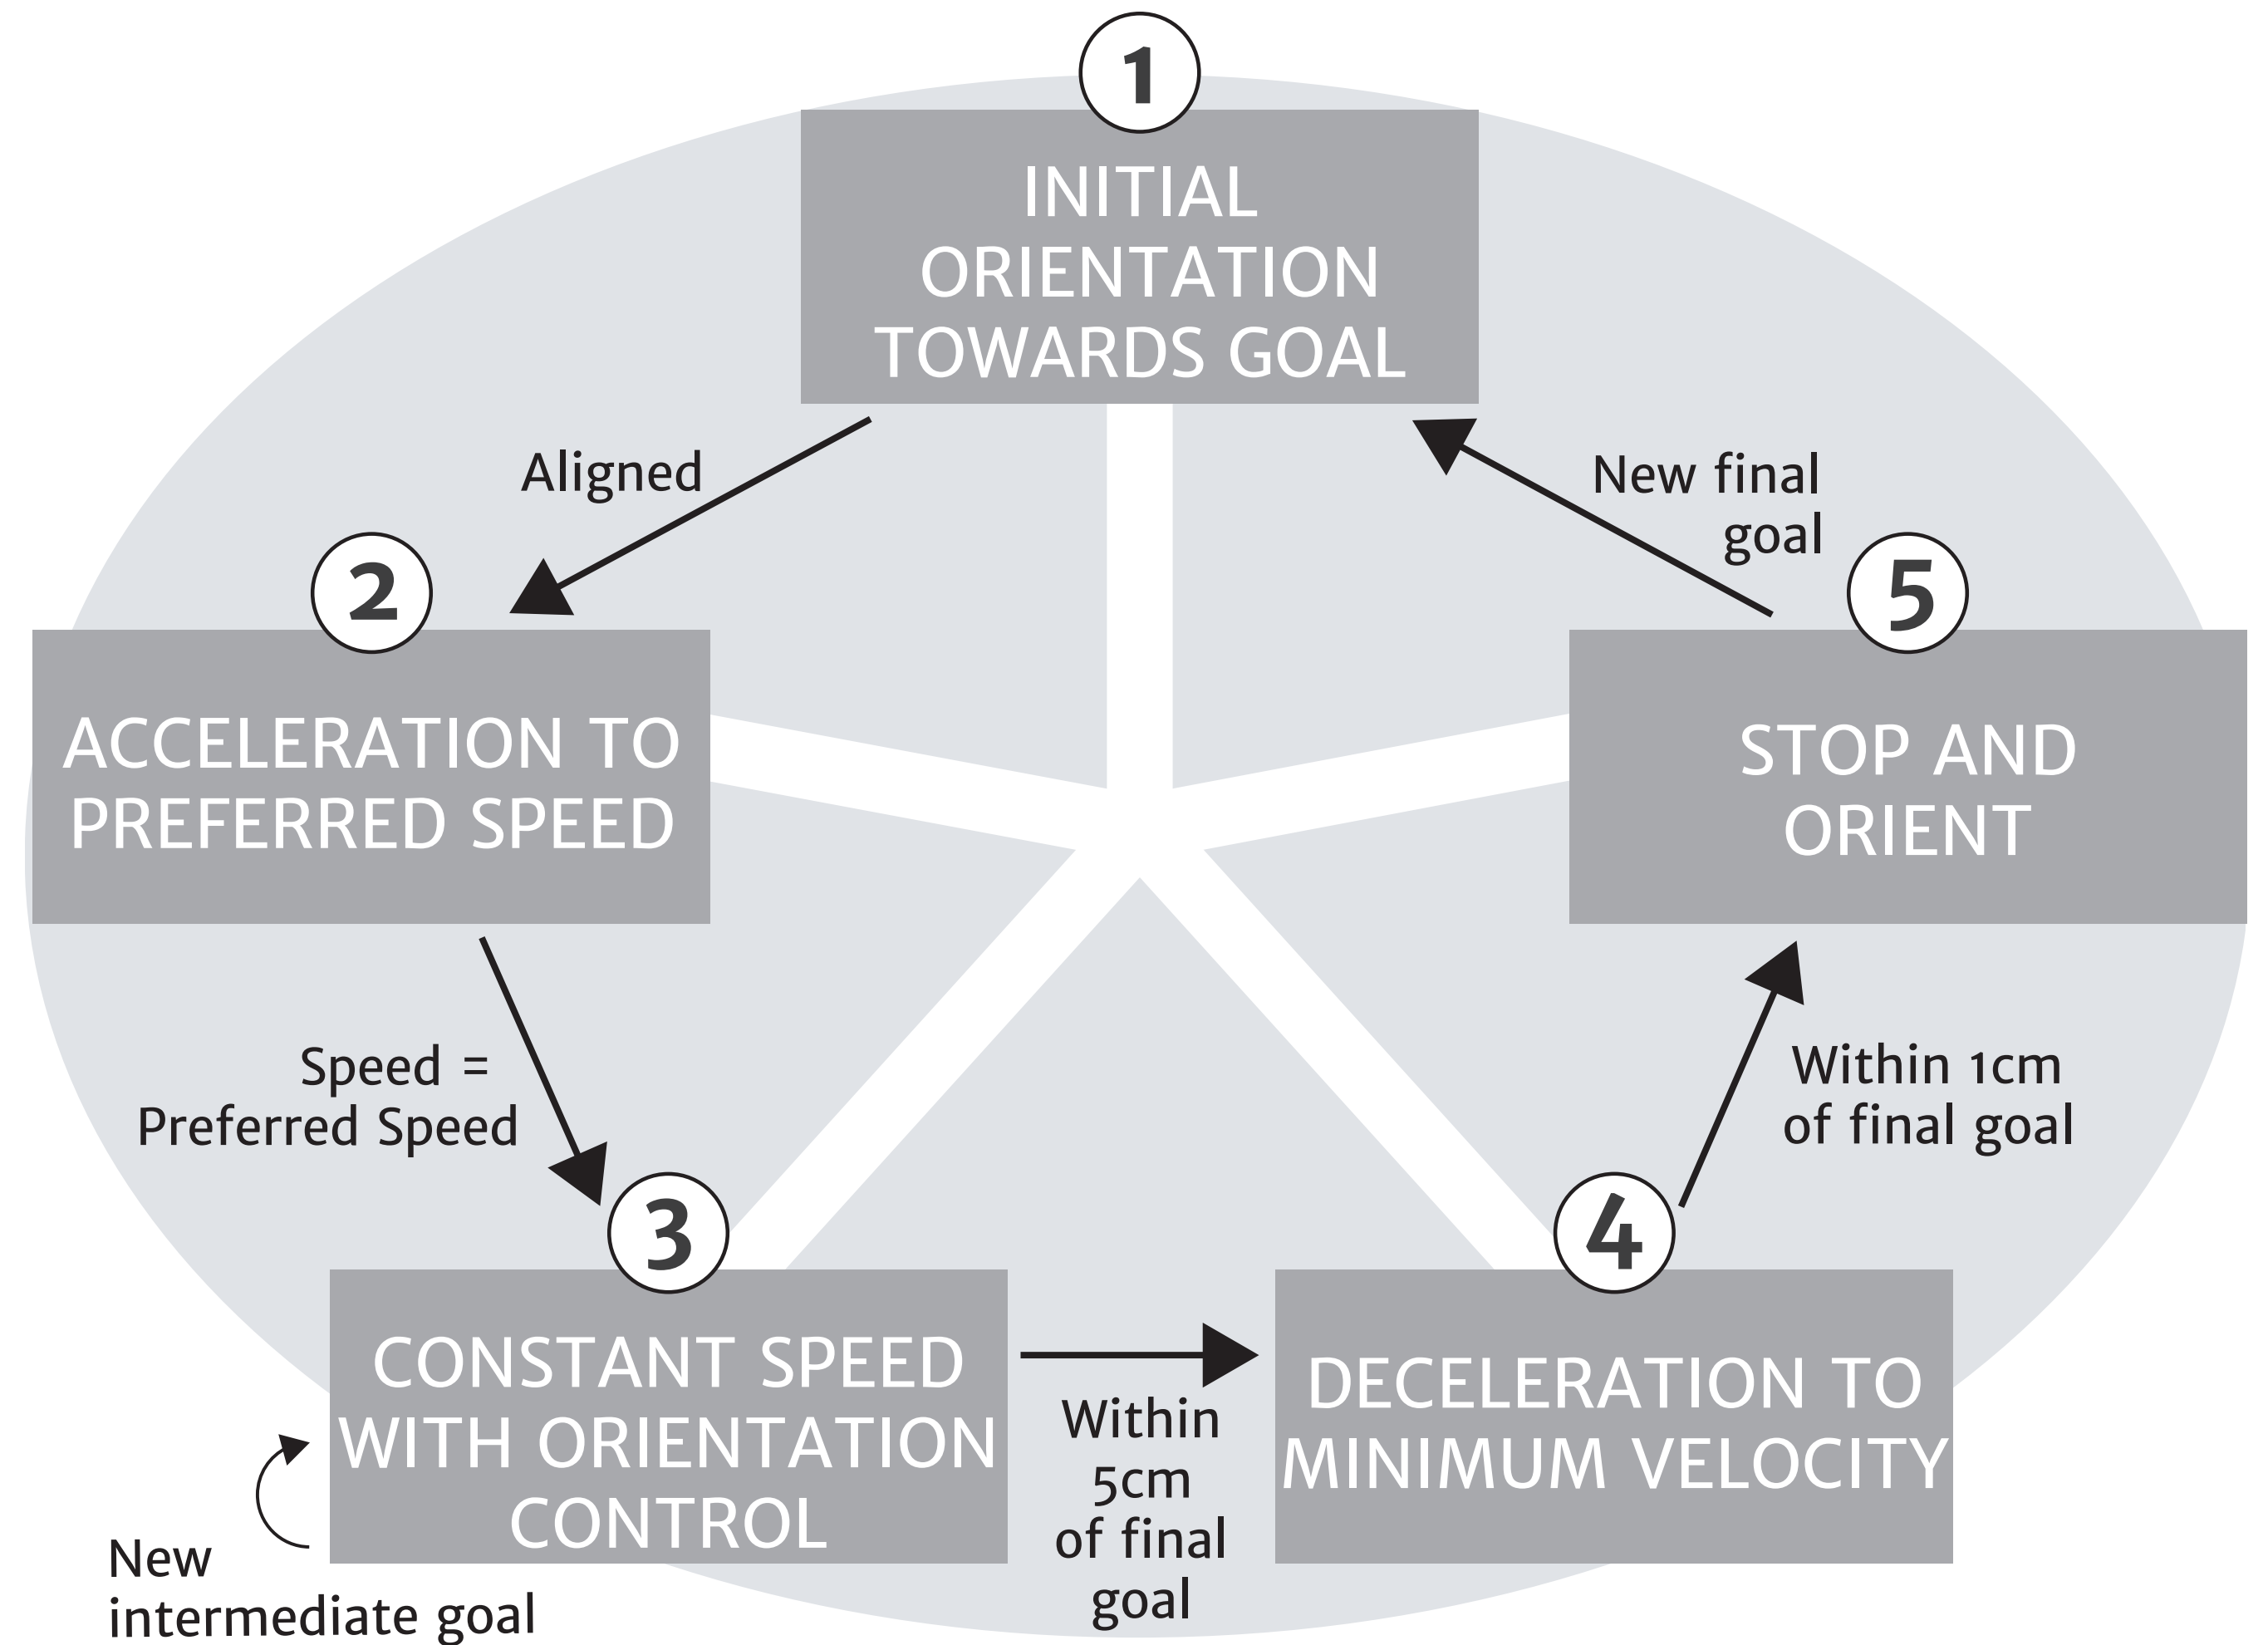 1
INITIAL
ORIENTATION
TOWARDS GOAL
Aligned
New final
goal
2
ACCELERATION TO
PREFERRED SPEED
5
STOP AND
ORIENT
Speed =
Preferred Speed
Within 1cm
of final goal
3
CONSTANT SPEED
WITH ORIENTATION
CONTROL
4
DECELERATION TO
MINIMUM VELOCITY
Within
5cm
of final
goal
New
intermediate goal